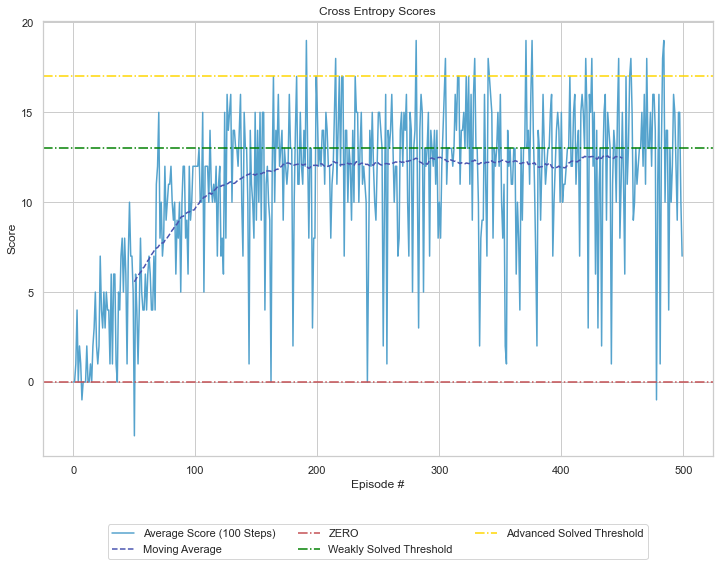 Cross Entropy Scores
20
15
10
5
0
Score
0 100 200 300 400 500
Episode #
Average Score (100 Steps) ZERO Advanced Solved Threshold
Moving Average Weakly Solved Threshold